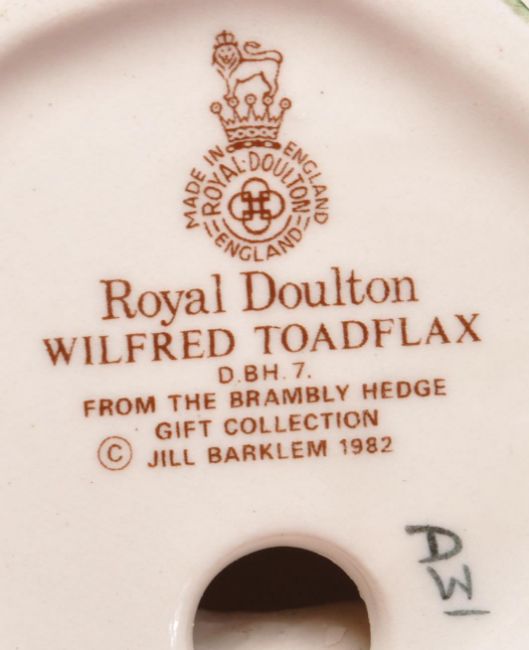 MADE IN ENGLAND
ROYAL·DOULTON
ENGLAND
Royal Doulton
WILFRED TOADFLAX
D.BH.7.
FROM THE BRAMBLY HEDGE
GIFT COLLECTION
© JILL BARKLEM 1982
DW